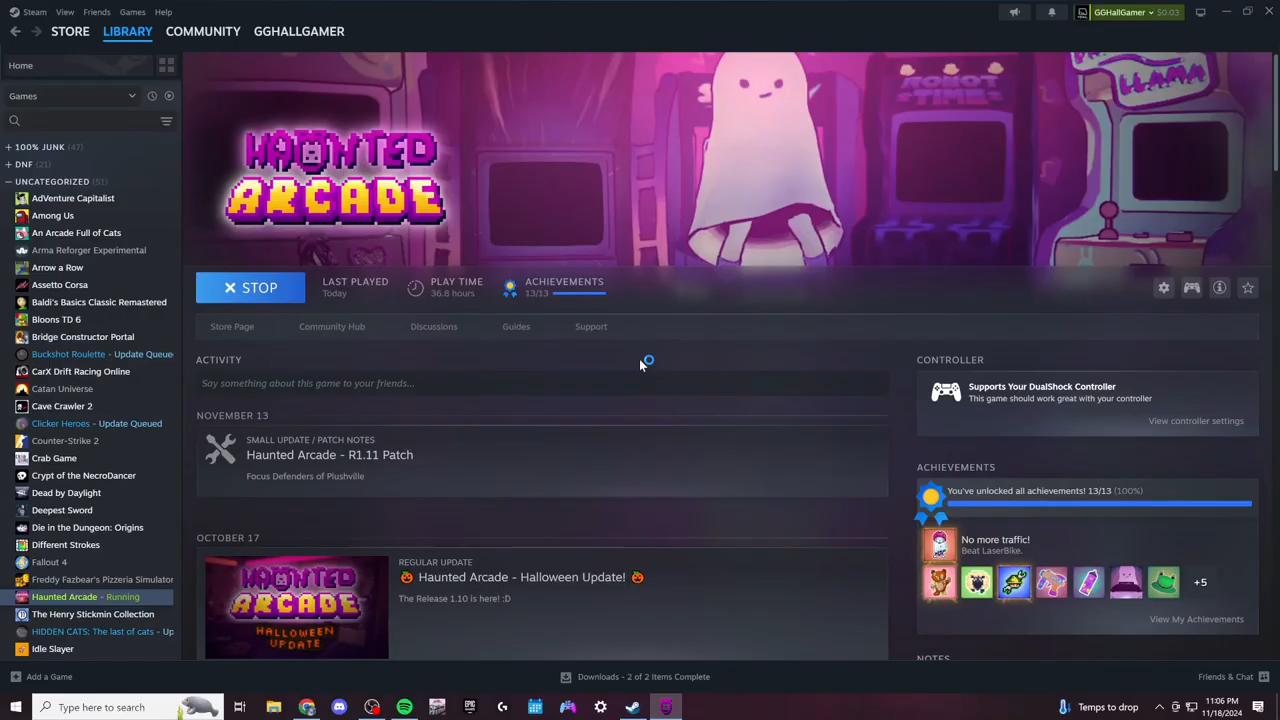 Steam View Friends Games Help
GGHallGamer $0.03
STORE LIBRARY COMMUNITY GGHALLGAMER
Home
Games
100% JUNK (47)
DNF (21)
UNCATEGORIZED (51)
AdVenture Capitalist
Among Us
An Arcade Full of Cats
Arma Reforger Experimental
Arrow a Row
Assetto Corsa
Baldi's Basics Classic Remastered
Bloons TD 6
Bridge Constructor Portal
Buckshot Roulette - Update Queued
CarX Drift Racing Online
Catan Universe
Cave Crawler 2
Clicker Heroes - Update Queued
Counter-Strike 2
Crab Game
Crypt of the NecroDancer
Dead by Daylight
Deepest Sword
Die in the Dungeon: Origins
Different Strokes
Fallout 4
Freddy Fazbear's Pizzeria Simulator
Haunted Arcade - Running
The Henry Stickmin Collection
HIDDEN CATS: The last of cats - Up
Idle Slayer
HAUNTED
ARCADE
ROBOT
TIME
LLAMA
STOP
LAST PLAYED
Today
PLAY TIME
36.8 hours
ACHIEVEMENTS
13/13
Store Page Community Hub Discussions Guides Support
ACTIVITY
Say something about this game to your friends...
NOVEMBER 13
SMALL UPDATE / PATCH NOTES
Haunted Arcade - R1.11 Patch
Focus Defenders of Plushville
OCTOBER 17
HAUNTED
ARCADE
HALLOWEEN
UPDATE
REGULAR UPDATE
🎃 Haunted Arcade - Halloween Update! 🎃
The Release 1.10 is here! :D
CONTROLLER
Supports Your DualShock Controller
This game should work great with your controller
View controller settings
ACHIEVEMENTS
You've unlocked all achievements! 13/13 (100%)
No more traffic!
Beat LaserBike.
+5
View My Achievements
NOTES
Add a Game
Downloads - 2 of 2 Items Complete
Friends & Chat
Type here to search
Temps to drop
11:06 PM
11/18/2024